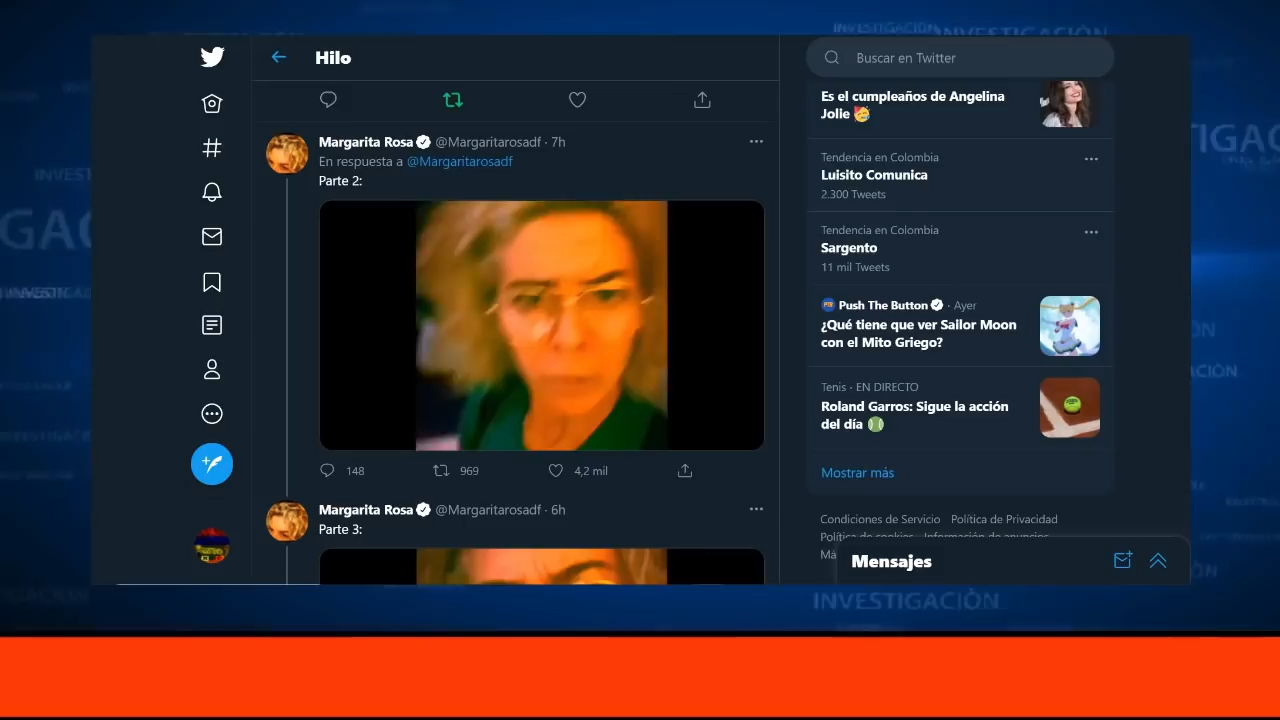 INVESTIGACIÓN
INVESTIGACIÓN
Hilo
Buscar en Twitter
Es el cumpleaños de Angelina
Jolie 🥳
Margarita Rosa @Margaritarosadf · 7h
En respuesta a @Margaritarosadf
Parte 2:
148
969
4,2 mil
Margarita Rosa @Margaritarosadf · 6h
Parte 3:
Tendencia en Colombia
Luisito Comunica
2.300 Tweets
Tendencia en Colombia
Sargento
11 mil Tweets
Push The Button · Ayer
¿Qué tiene que ver Sailor Moon
con el Mito Griego?
Tenis · EN DIRECTO
Roland Garros: Sigue la acción
del día 🎾
Mostrar más
Condiciones de Servicio Política de Privacidad
Política de cookies Información de anuncios
Má
Mensajes
INVESTIGACIÓN